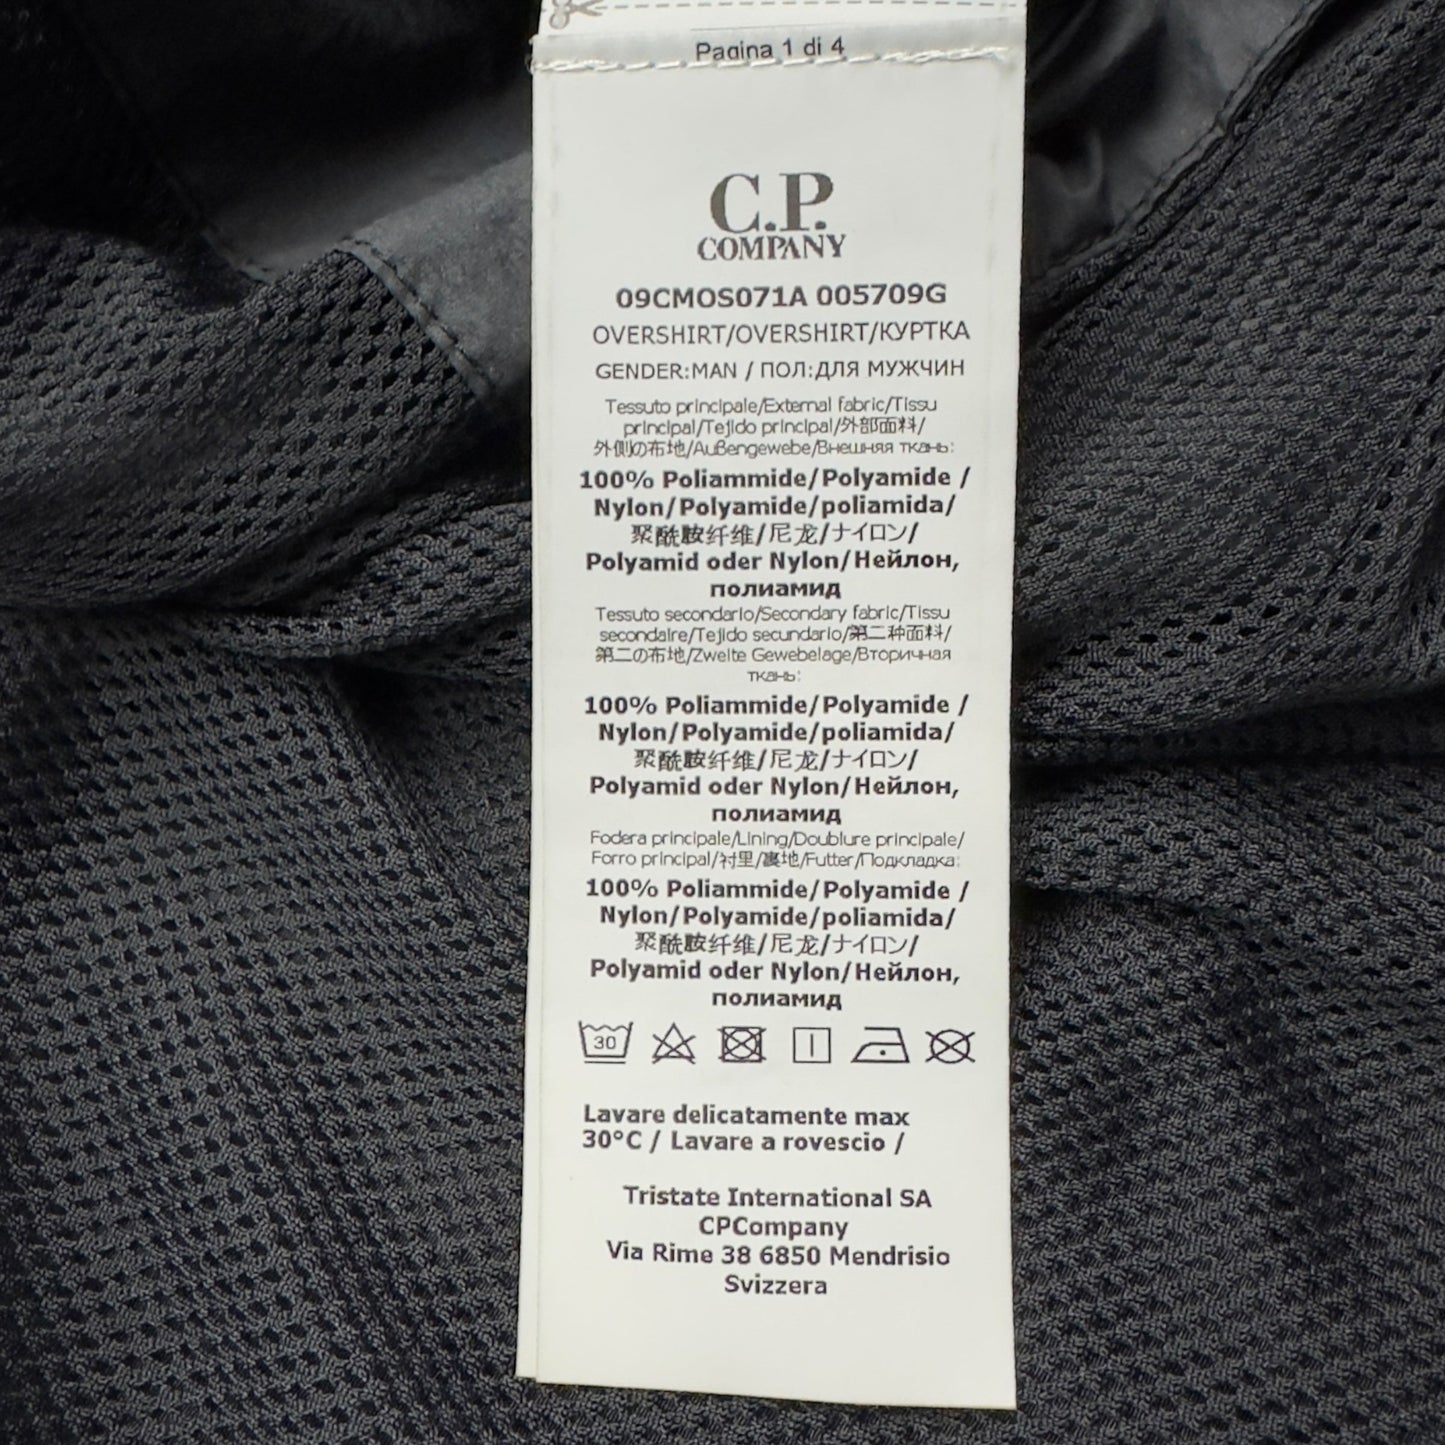 Pagina 1 di 4
C.P.
COMPANY
09CMOS071A 005709G
OVERSHIRT/OVERSHIRT/КУРТКА
GENDER:MAN / ПОЛ:ДЛЯ МУЖЧИН
Tessuto principale/External fabric/Tissu
principal/Tejido principal/外部面料/
外側の布地/Außengewebe/Внешняя ткань:
100% Poliammide/Polyamide /
Nylon/Polyamide/poliamida/
聚酰胺纤维/尼龙/ナイロン/
Polyamid oder Nylon/Нейлон,
полиамид
Tessuto secondario/Secondary fabric/Tissu
secondaire/Tejido secundario/第二种面料/
第二の布地/Zweite Gewebelage/Вторичная
ткань:
100% Poliammide/Polyamide /
Nylon/Polyamide/poliamida/
聚酰胺纤维/尼龙/ナイロン/
Polyamid oder Nylon/Нейлон,
полиамид
Fodera principale/Lining/Doublure principale/
Forro principal/衬里/裏地/Futter/Подкладка:
100% Poliammide/Polyamide /
Nylon/Polyamide/poliamida/
聚酰胺纤维/尼龙/ナイロン/
Polyamid oder Nylon/Нейлон,
полиамид
30
Lavare delicatamente max
30°C / Lavare a rovescio /
Tristate International SA
CPCompany
Via Rime 38 6850 Mendrisio
Svizzera